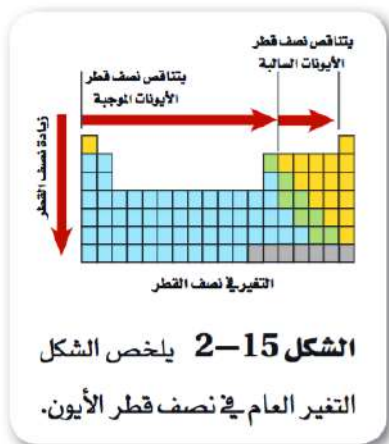 يتناقص نصف قطر
الأيونات السالبة
يتناقص نصف قطر
الأيونات الموجبة
زيادة نصف القطر
التغير في نصف القطر
الشكل 15–2 يلخص الشكل
التغير العام في نصف قطر الأيون.